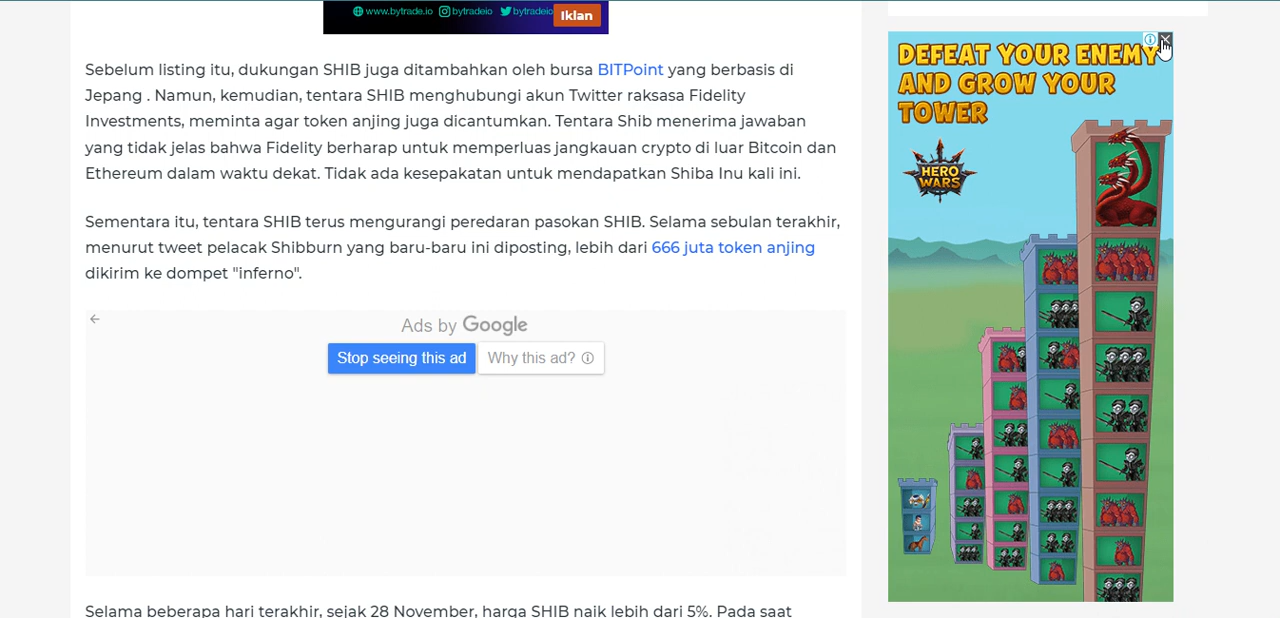 www.bytrade.io bytradeio bytradeio
Iklan
Sebelum listing itu, dukungan SHIB juga ditambahkan oleh bursa BITPoint yang berbasis di
Jepang . Namun, kemudian, tentara SHIB menghubungi akun Twitter raksasa Fidelity
Investments, meminta agar token anjing juga dicantumkan. Tentara Shib menerima jawaban
yang tidak jelas bahwa Fidelity berharap untuk memperluas jangkauan crypto di luar Bitcoin dan
Ethereum dalam waktu dekat. Tidak ada kesepakatan untuk mendapatkan Shiba Inu kali ini.
Sementara itu, tentara SHIB terus mengurangi peredaran pasokan SHIB. Selama sebulan terakhir,
menurut tweet pelacak Shibburn yang baru-baru ini diposting, lebih dari 666 juta token anjing
dikirim ke dompet "inferno".
Ads by Google
Stop seeing this ad
Why this ad?
Selama beberapa hari terakhir, sejak 28 November, harga SHIB naik lebih dari 5%. Pada saat
DEFEAT YOUR ENEMY
AND GROW YOUR
TOWER
HERO
WARS